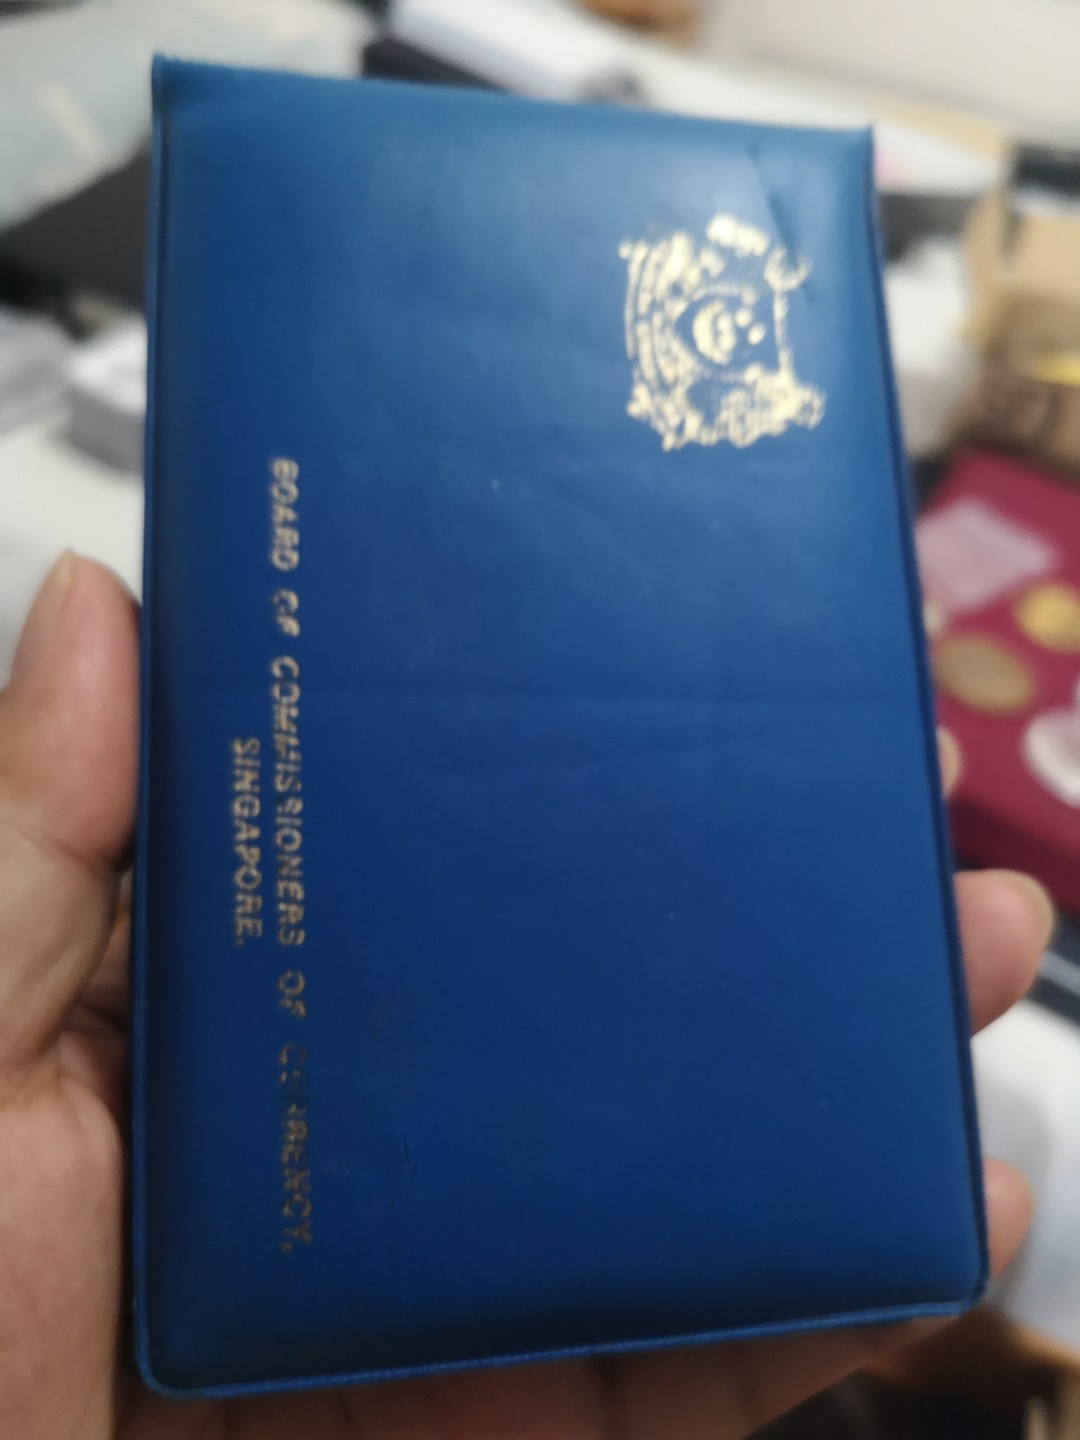 BOARD OF COMMISSIONERS OF CURRENCY,
SINGAPORE.